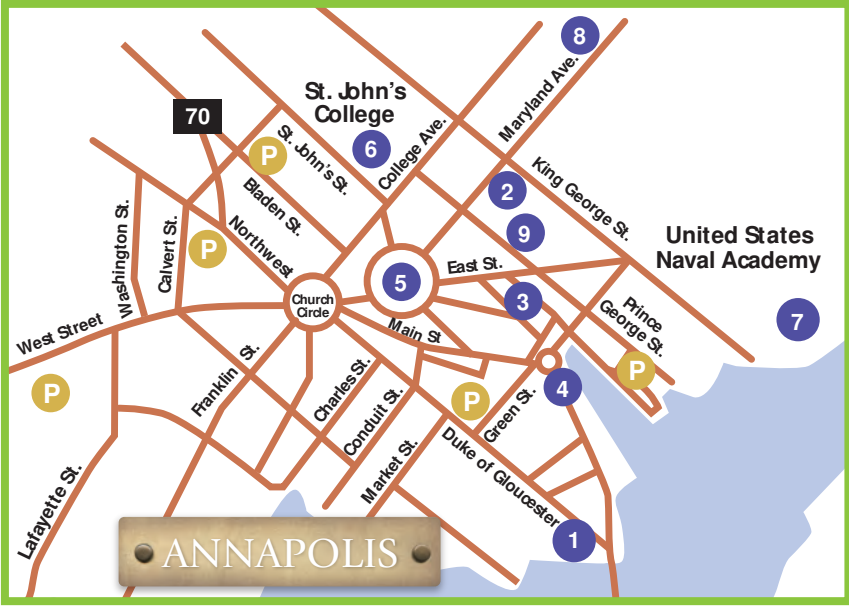 8
St. John's
College
Maryland Ave.
70
P
St. John's St.
6
College Ave.
King George St.
2
Bladen St.
9
Washington St.
Calvert St.
P
Northwest
United States
Naval Academy
East St.
5
3
7
Church
Circle
Prince
George St.
West Street
Main St
P
4
P
Franklin St.
Charles St.
Conduit St.
P
Green St.
Market St.
Duke of Gloucester
Lafayette St.
1
ANNAPOLIS